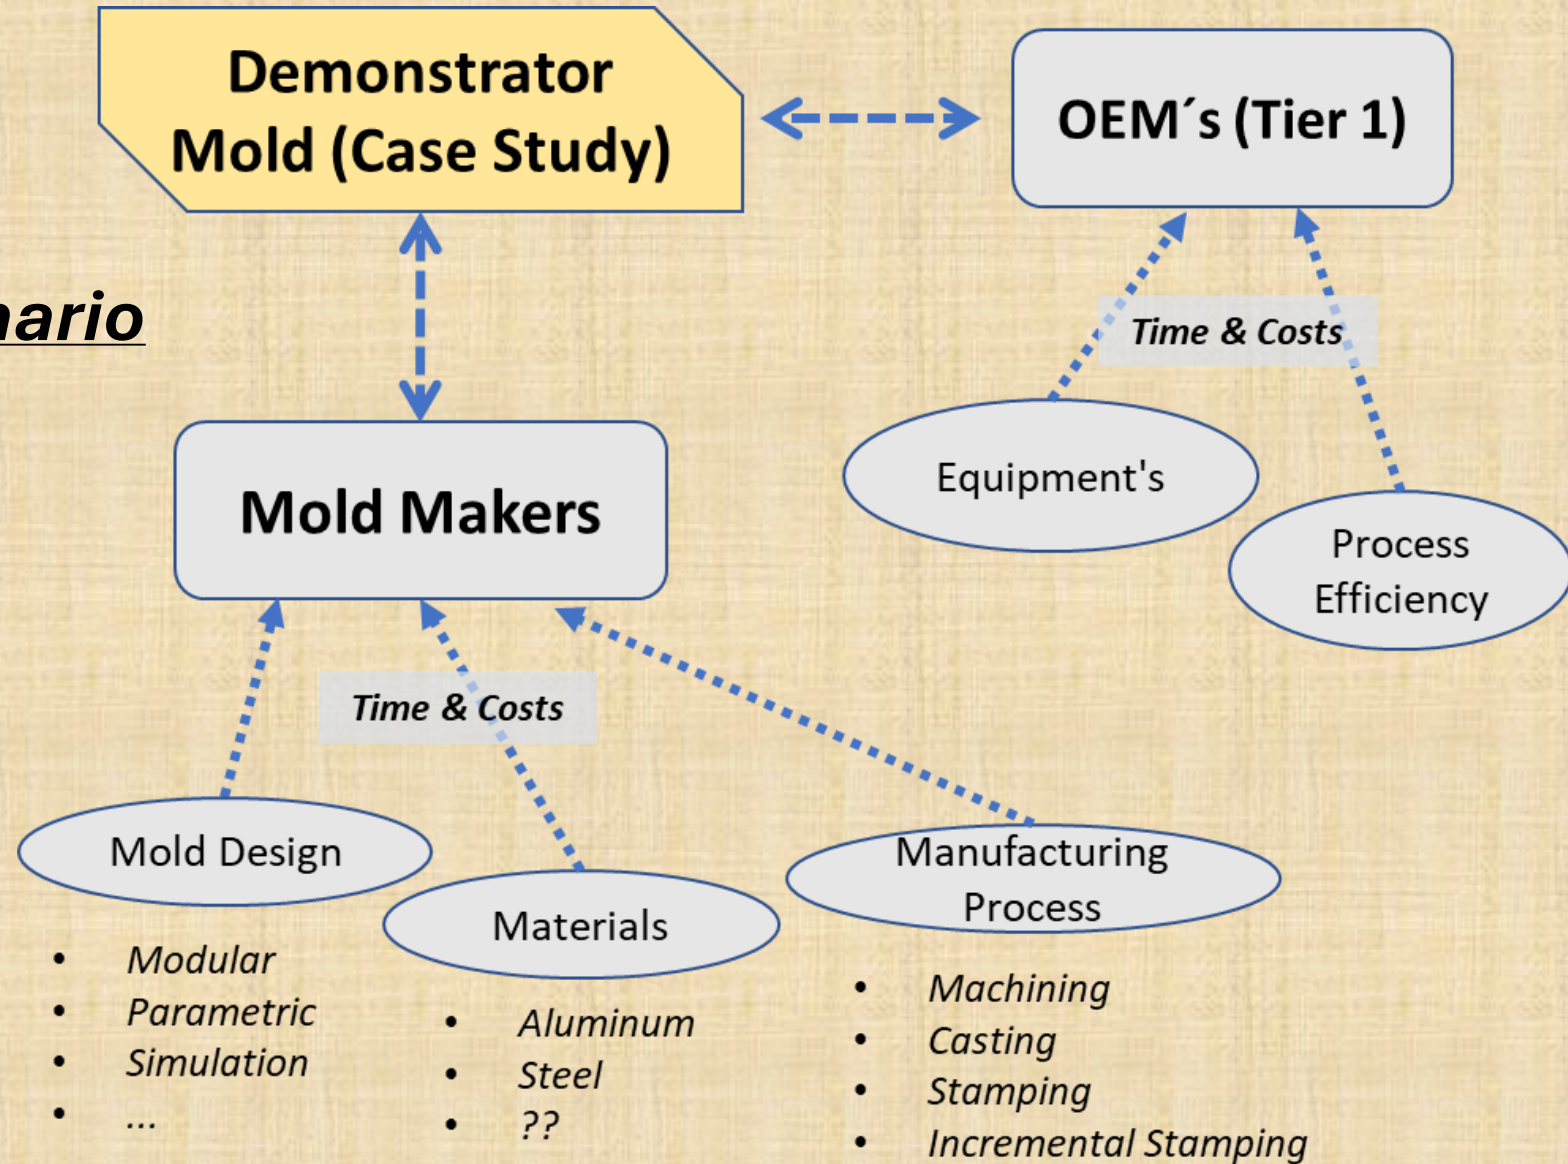 Demonstrator
Mold (Case Study)
OEM´s (Tier 1)
nario
Time & Costs
Equipment's
Process
Efficiency
Mold Makers
Time & Costs
Mold Design
• Modular
• Parametric
• Simulation
• ...
Materials
• Aluminum
• Steel
• ??
Manufacturing
Process
• Machining
• Casting
• Stamping
• Incremental Stamping